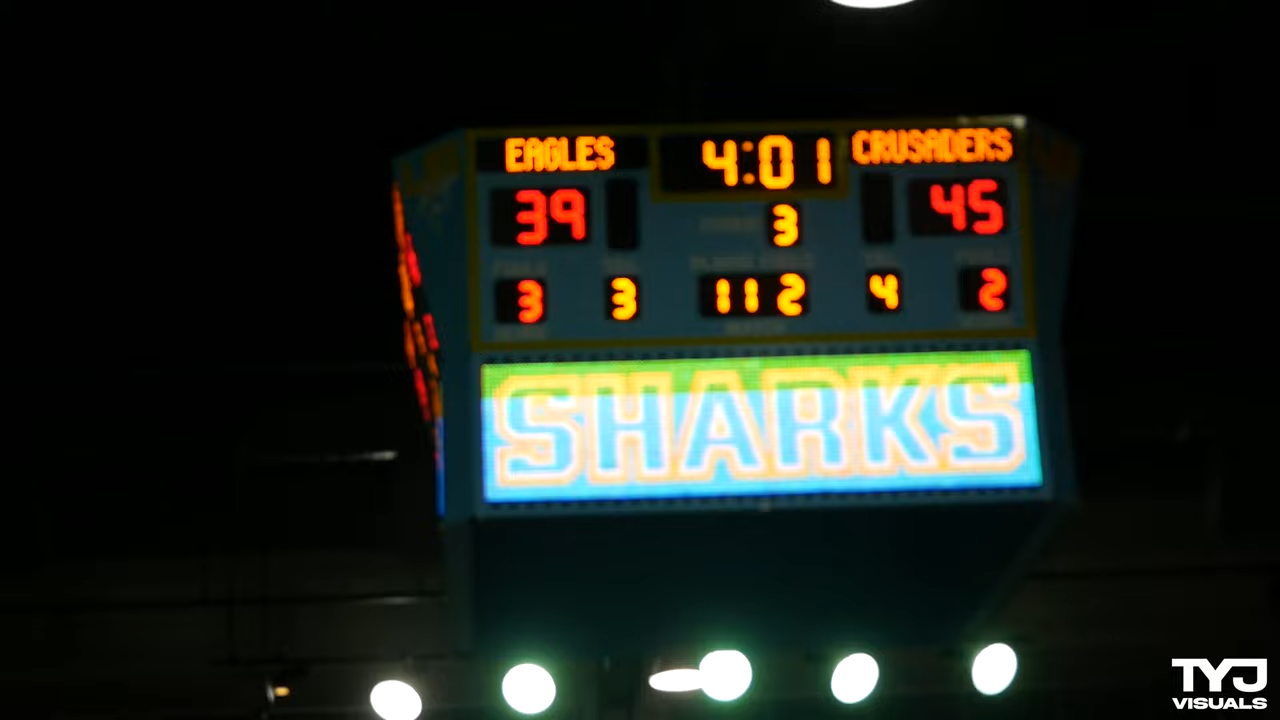 EAGLES 4:01 CRUSADERS
39 3 45
3 3 11 2 4 2
SHARKS
TYJ
VISUALS